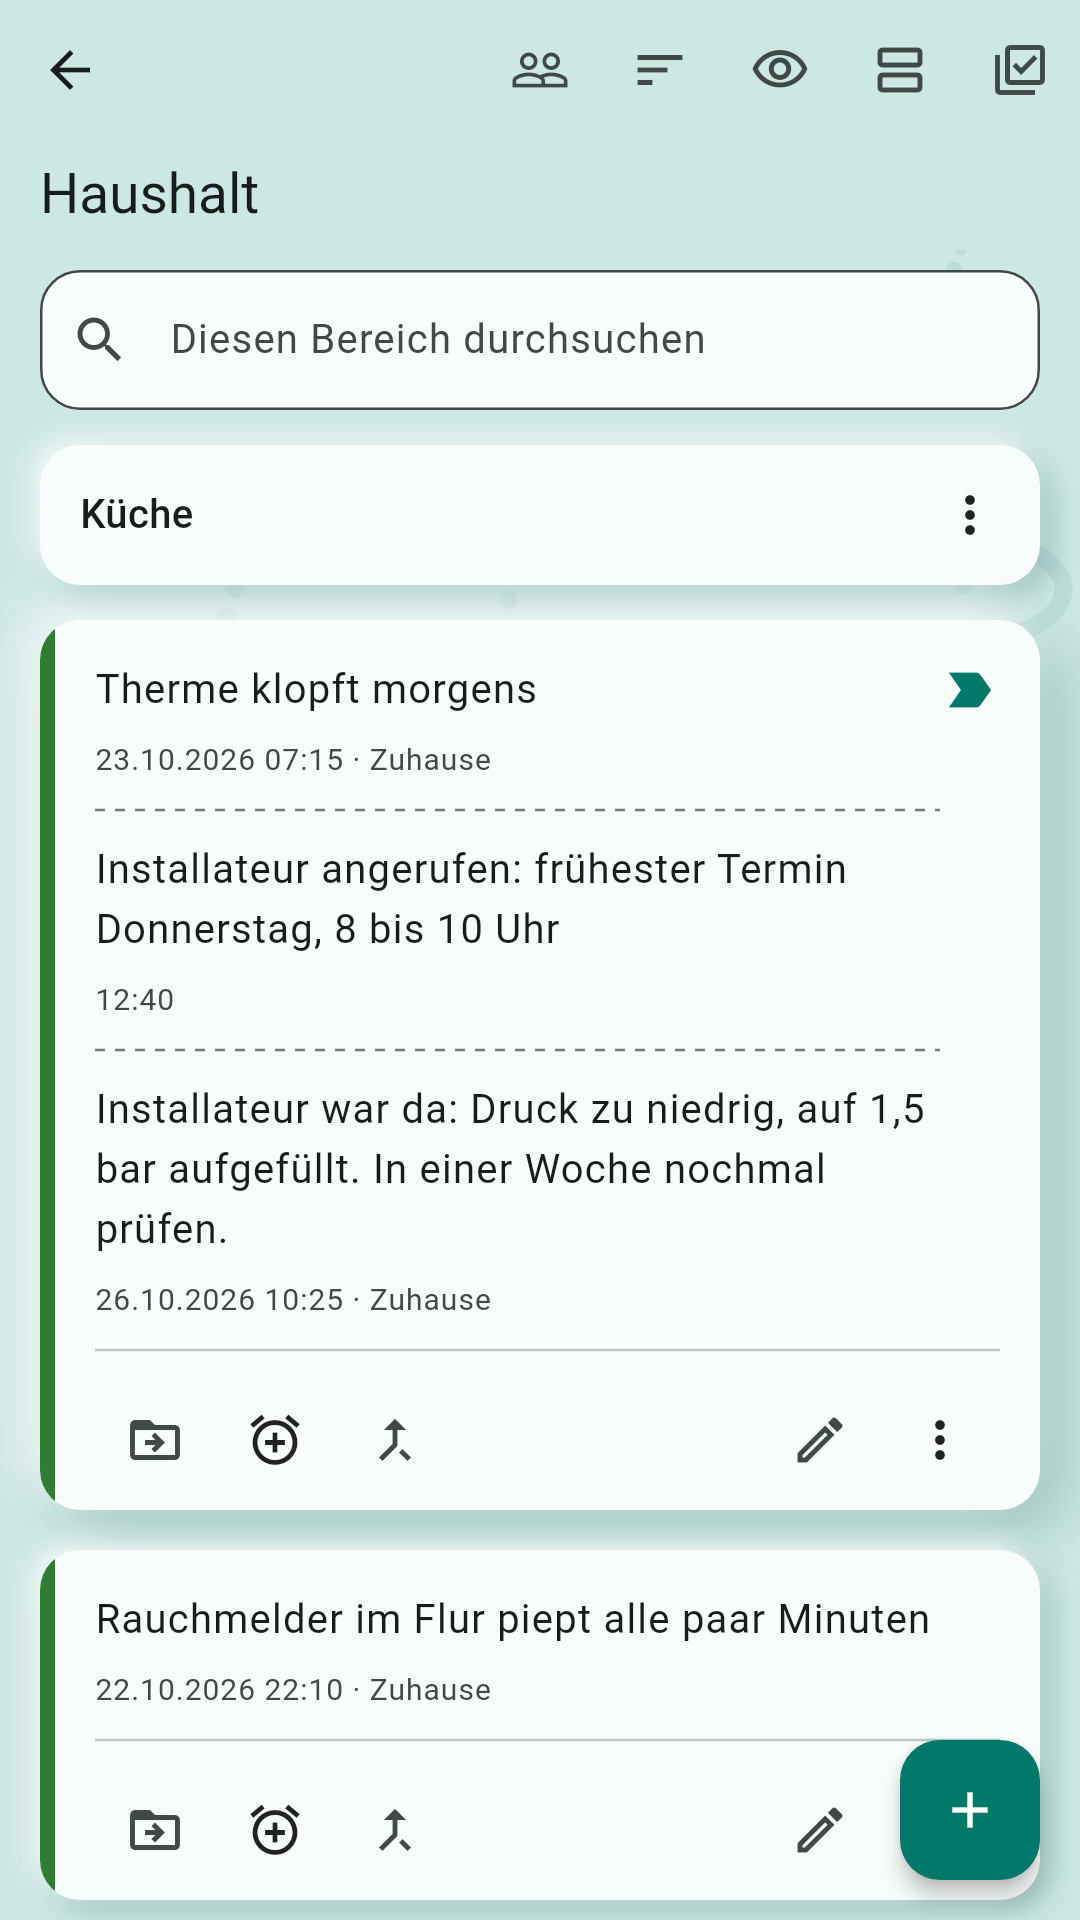 Haushalt
Diesen Bereich durchsuchen
Küche
Therme klopft morgens
23.10.2026 07:15 · Zuhause
Installateur angerufen: frühester Termin
Donnerstag, 8 bis 10 Uhr
12:40
Installateur war da: Druck zu niedrig, auf 1,5
bar aufgefüllt. In einer Woche nochmal
prüfen.
26.10.2026 10:25 · Zuhause
Rauchmelder im Flur piept alle paar Minuten
22.10.2026 22:10 · Zuhause